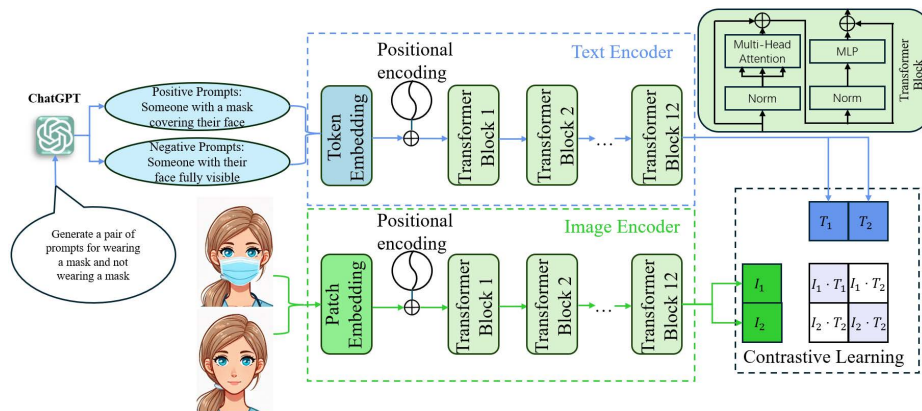 ChatGPT
Positive Prompts:
Someone with a mask
covering their face
Negative Prompts:
Someone with their
face fully visible
Generate a pair of
prompts for wearing
a mask and not
wearing a mask
Text Encoder
Positional
encoding
Token
Embedding
Transformer
Block 1
Transformer
Block 2
...
Transformer
Block 12
Image Encoder
Positional
encoding
Patch
Embedding
Transformer
Block 1
Transformer
Block 2
...
Transformer
Block 12
Multi-Head
Attention
Norm
MLP
Norm
Transformer
Block
T₁ T₂
I₁ I₁ · T₁ I₁ · T₂
I₂ I₂ · T₂ I₂ · T₂
Contrastive Learning